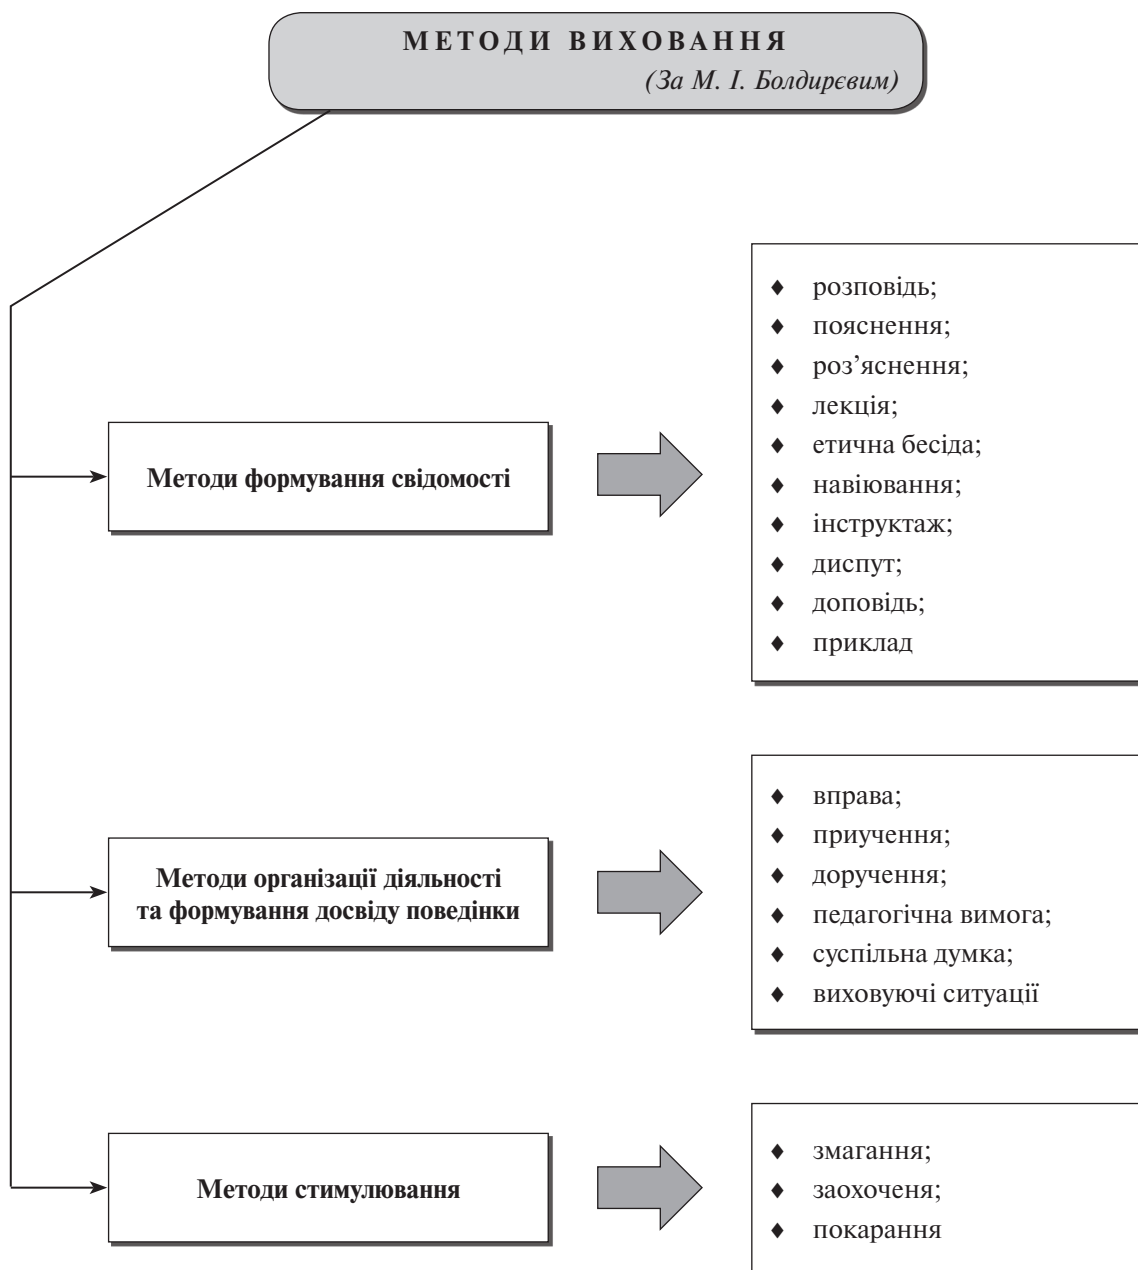 МЕТОДИ ВИХОВАННЯ
(За М. І. Болдирєвим)
Методи формування свідомості
♦ розповідь;
♦ пояснення;
♦ роз’яснення;
♦ лекція;
♦ етична бесіда;
♦ навіювання;
♦ інструктаж;
♦ диспут;
♦ доповідь;
♦ приклад
Методи організації діяльності
та формування досвіду поведінки
♦ вправа;
♦ приучення;
♦ доручення;
♦ педагогічна вимога;
♦ суспільна думка;
♦ виховуючі ситуації
Методи стимулювання
♦ змагання;
♦ заохоченя;
♦ покарання